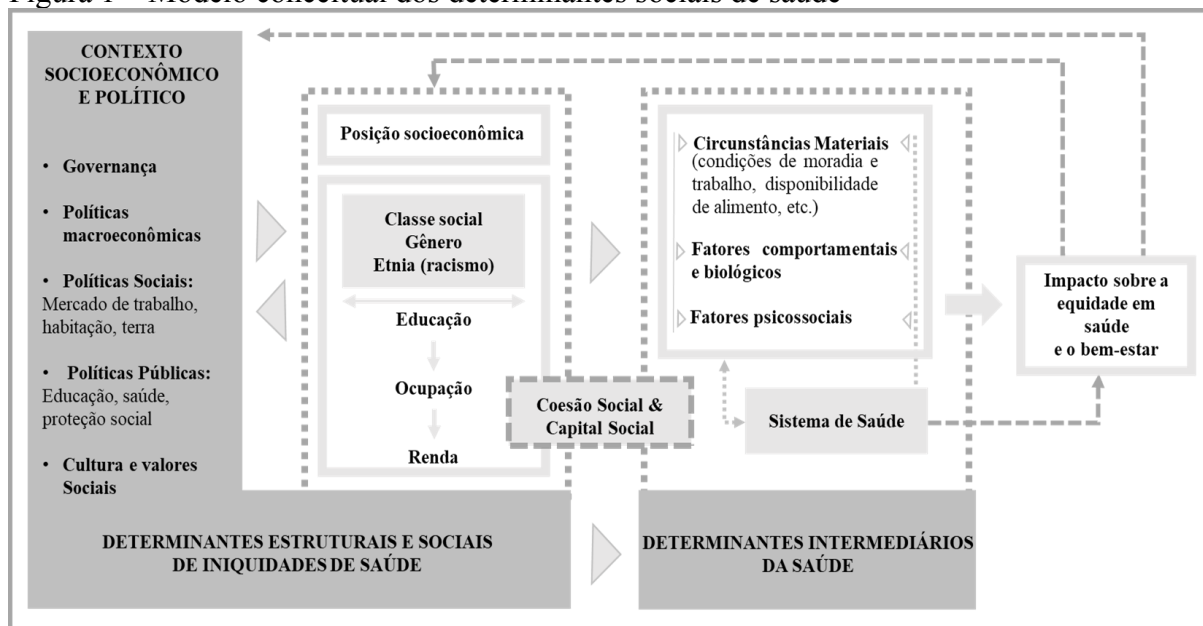 Figura 1 – Modelo conceitual dos determinantes sociais de saúde
CONTEXTO
SOCIOECONÔMICO
E POLÍTICO
• Governança
• Políticas
macroeconômicas
• Políticas Sociais:
Mercado de trabalho,
habitação, terra
• Políticas Públicas:
Educação, saúde,
proteção social
• Cultura e valores
Sociais
Posição socioeconômica
Classe social
Gênero
Etnia (racismo)
Educação
Ocupação
Renda
Coesão Social &
Capital Social
Circunstâncias Materiais
(condições de moradia e
trabalho, disponibilidade
de alimento, etc.)
Fatores comportamentais
e biológicos
Fatores psicossociais
Sistema de Saúde
Impacto sobre a
equidade em
saúde
e o bem-estar
DETERMINANTES ESTRUTURAIS E SOCIAIS
DE INIQUIDADES DE SAÚDE
DETERMINANTES INTERMEDIÁRIOS
DA SAÚDE